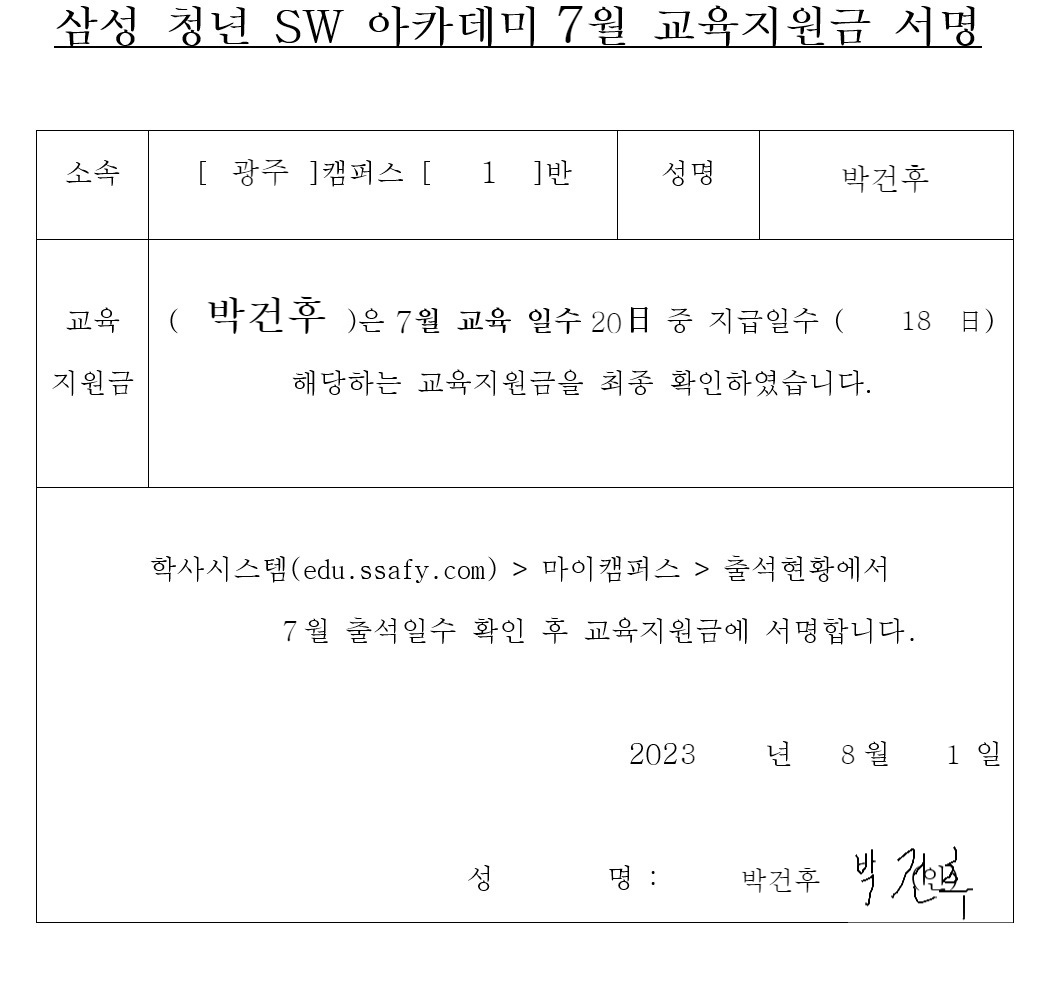 삼성 청년 SW 아카데미 7월 교육지원금 서명
소속 [ 광주 ]캠퍼스 [ 1 ]반 성명 박건후
교육 ( 박건후 )은 7월 교육 일수 20日 중 지급일수 ( 18 日)
지원금 해당하는 교육지원금을 최종 확인하였습니다.
학사시스템(edu.ssafy.com) > 마이캠퍼스 > 출석현황에서
7월 출석일수 확인 후 교육지원금에 서명합니다.
2023 년 8월 1 일
성 명 : 박건후 박건후 (인)